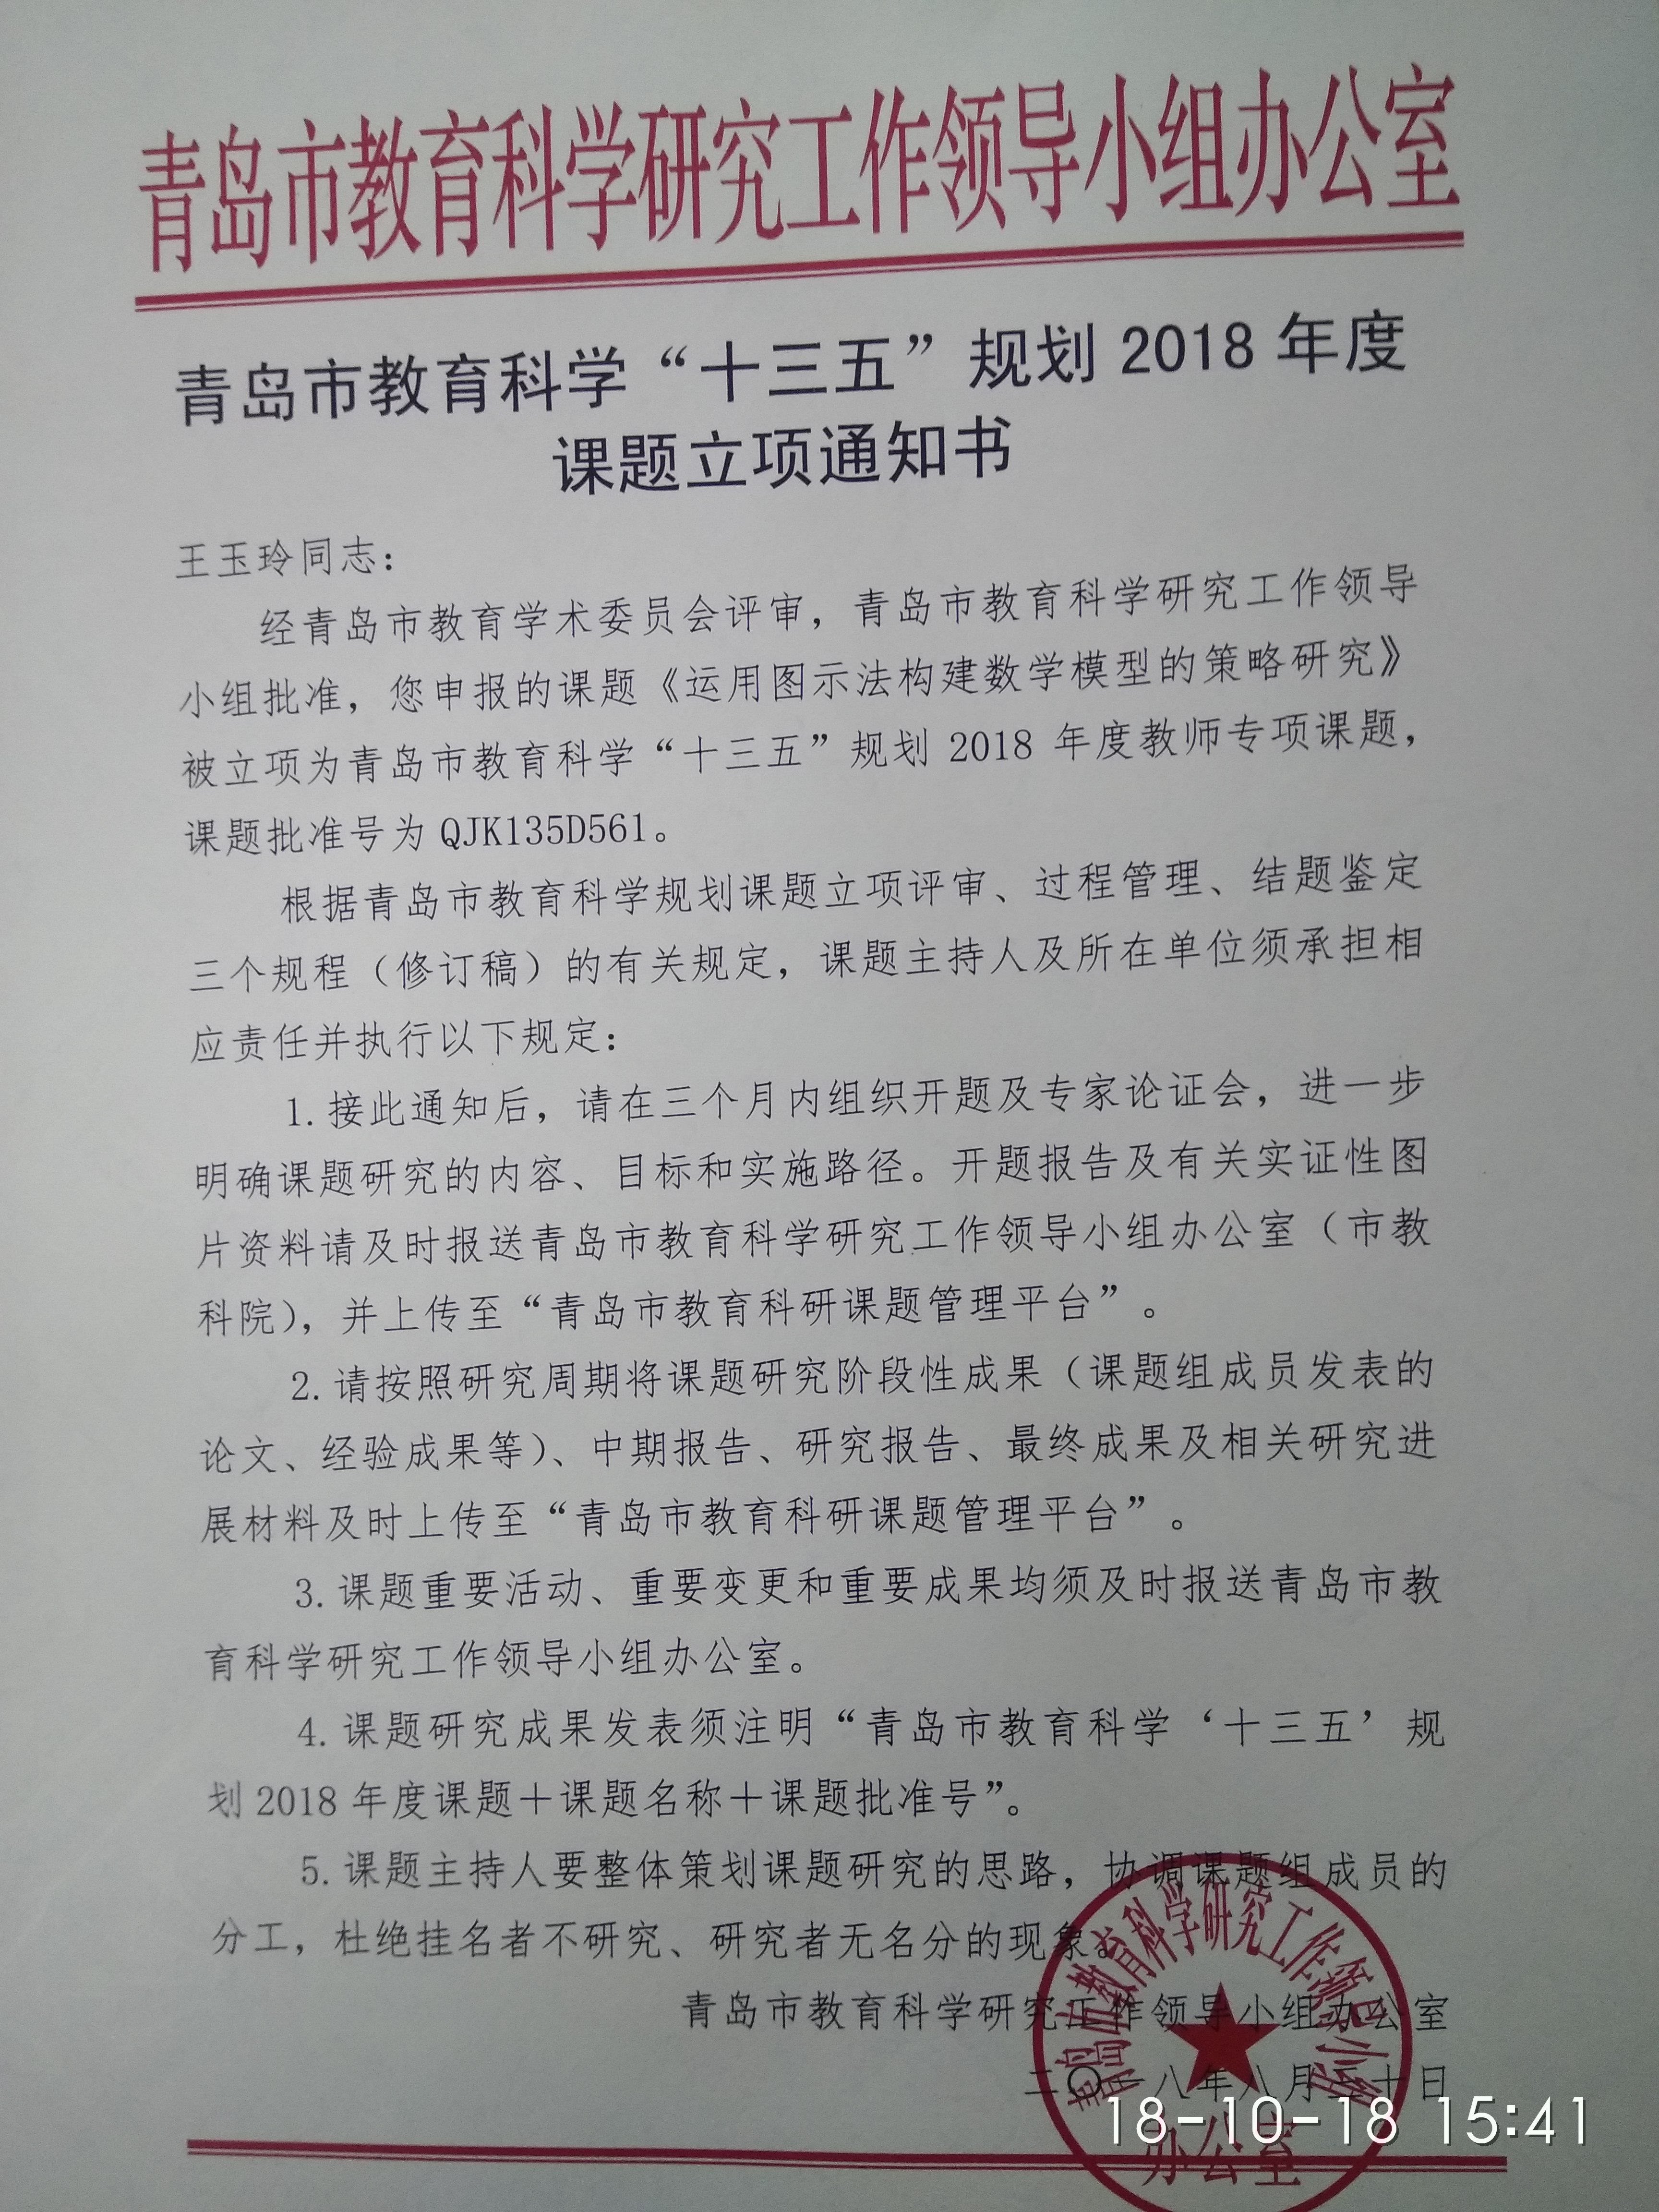 青岛市教育科学研究工作领导小组办公室
青岛市教育科学“十三五”规划 2018 年度
课题立项通知书
王玉玲同志：
经青岛市教育学术委员会评审，青岛市教育科学研究工作领导
小组批准，您申报的课题《运用图示法构建数学模型的策略研究》
被立项为青岛市教育科学“十三五”规划 2018 年度教师专项课题，
课题批准号为 QJK135D561。
根据青岛市教育科学规划课题立项评审、过程管理、结题鉴定
三个规程（修订稿）的有关规定，课题主持人及所在单位须承担相
应责任并执行以下规定：
1.接此通知后，请在三个月内组织开题及专家论证会，进一步
明确课题研究的内容、目标和实施路径。开题报告及有关实证性图
片资料请及时报送青岛市教育科学研究工作领导小组办公室（市教
科院），并上传至“青岛市教育科研课题管理平台”。
2.请按照研究周期将课题研究阶段性成果（课题组成员发表的
论文、经验成果等）、中期报告、研究报告、最终成果及相关研究进
展材料及时上传至“青岛市教育科研课题管理平台”。
3.课题重要活动、重要变更和重要成果均须及时报送青岛市教
育科学研究工作领导小组办公室。
4.课题研究成果发表须注明“青岛市教育科学‘十三五’规
划 2018 年度课题＋课题名称＋课题批准号”。
5.课题主持人要整体策划课题研究的思路，协调课题组成员的
分工，杜绝挂名者不研究、研究者无名分的现象。
青岛市教育科学研究工作领导小组办公室
二〇一八年八月三十日
青岛市教育科学研究工作领导小组
办公室
18-10-18 15:41